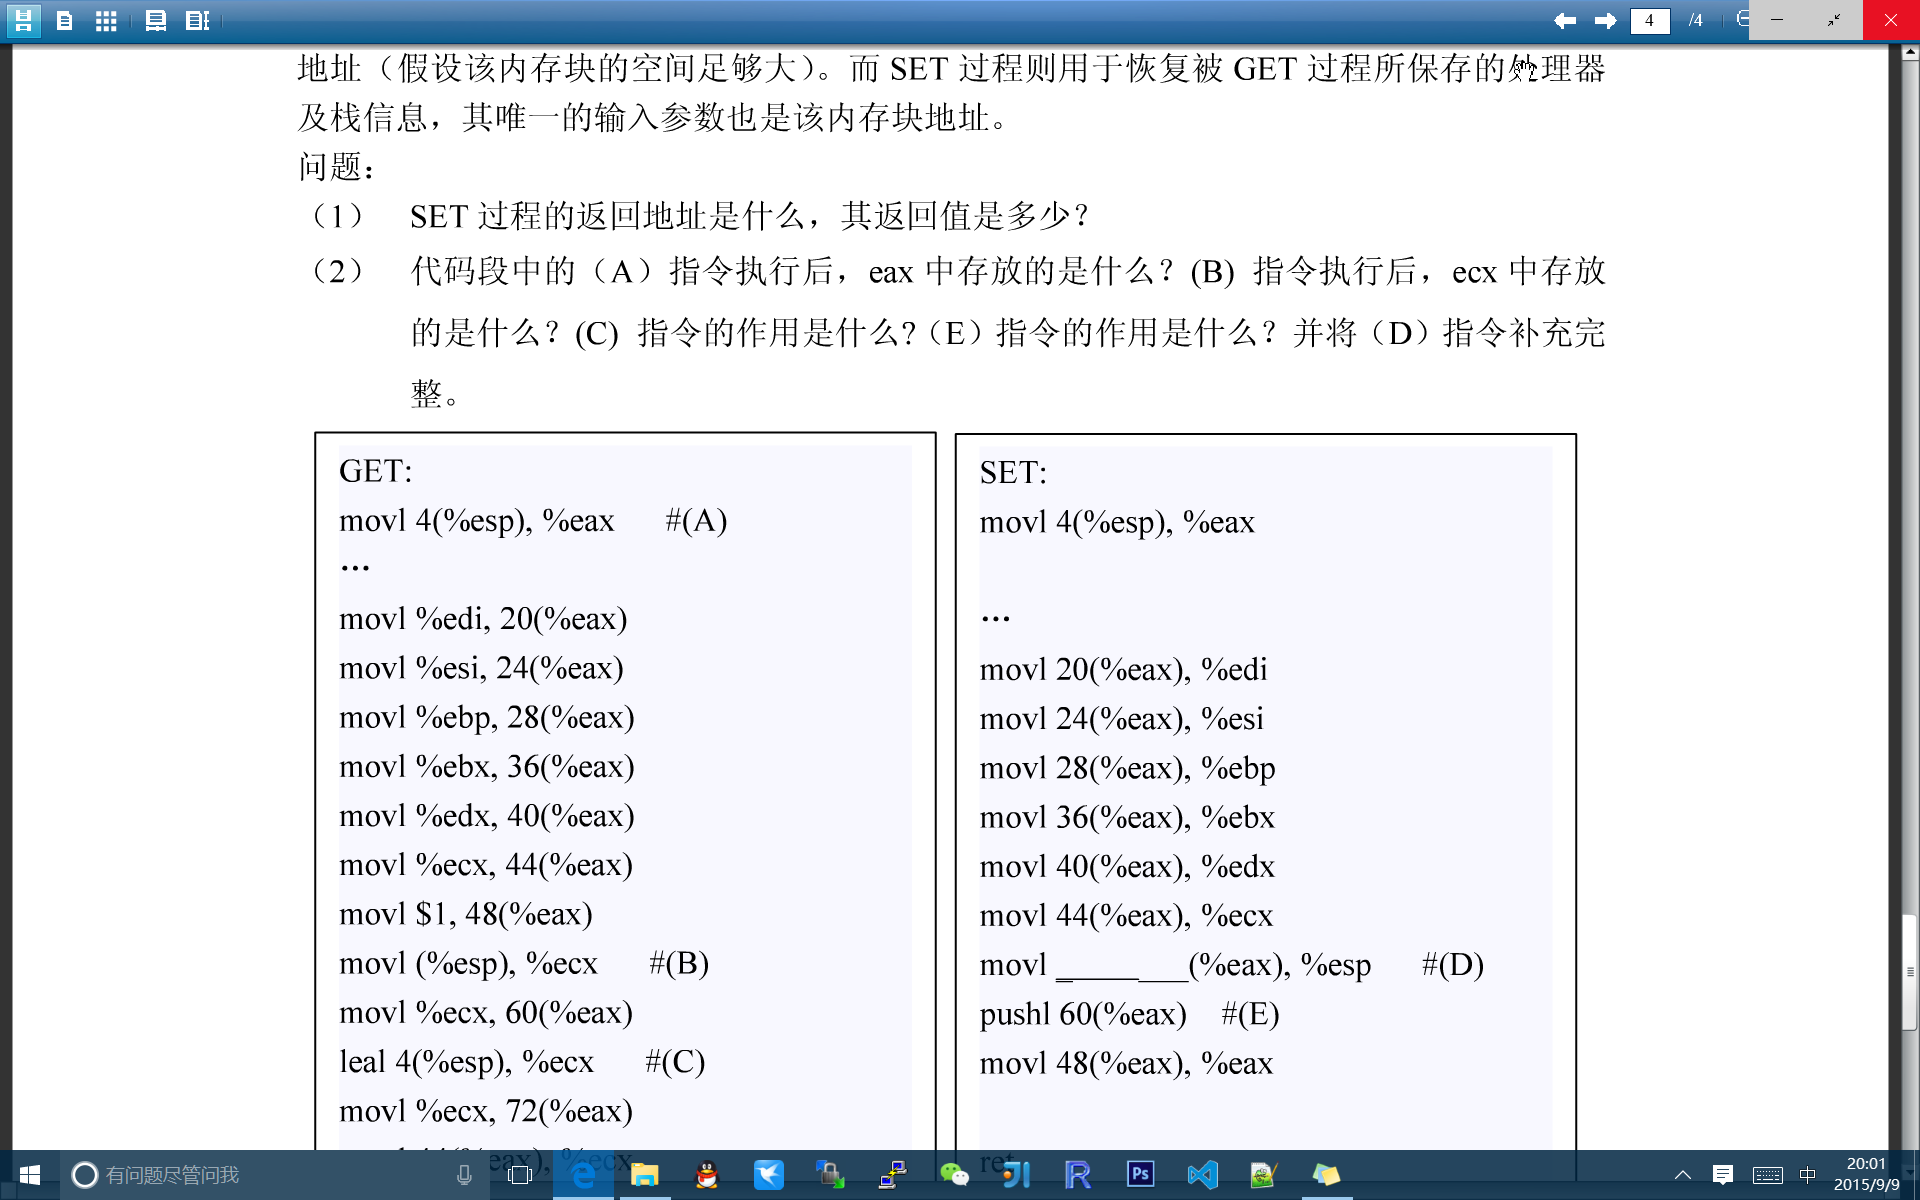 4 /4
地址（假设该内存块的空间足够大）。而 SET 过程则用于恢复被 GET 过程所保存的处理器
及栈信息，其唯一的输入参数也是该内存块地址。
问题：
（1） SET 过程的返回地址是什么，其返回值是多少？
（2） 代码段中的（A）指令执行后，eax 中存放的是什么？(B) 指令执行后，ecx 中存放
的是什么？(C) 指令的作用是什么?（E）指令的作用是什么？并将（D）指令补充完
整。
GET:
movl 4(%esp), %eax #(A)
…
movl %edi, 20(%eax)
movl %esi, 24(%eax)
movl %ebp, 28(%eax)
movl %ebx, 36(%eax)
movl %edx, 40(%eax)
movl %ecx, 44(%eax)
movl $1, 48(%eax)
movl (%esp), %ecx #(B)
movl %ecx, 60(%eax)
leal 4(%esp), %ecx #(C)
movl %ecx, 72(%eax)
movl 44(%eax), %ecx
SET:
movl 4(%esp), %eax
…
movl 20(%eax), %edi
movl 24(%eax), %esi
movl 28(%eax), %ebp
movl 36(%eax), %ebx
movl 40(%eax), %edx
movl 44(%eax), %ecx
movl ________(%eax), %esp #(D)
pushl 60(%eax) #(E)
movl 48(%eax), %eax
ret
有问题尽管问我
中
20:01
2015/9/9